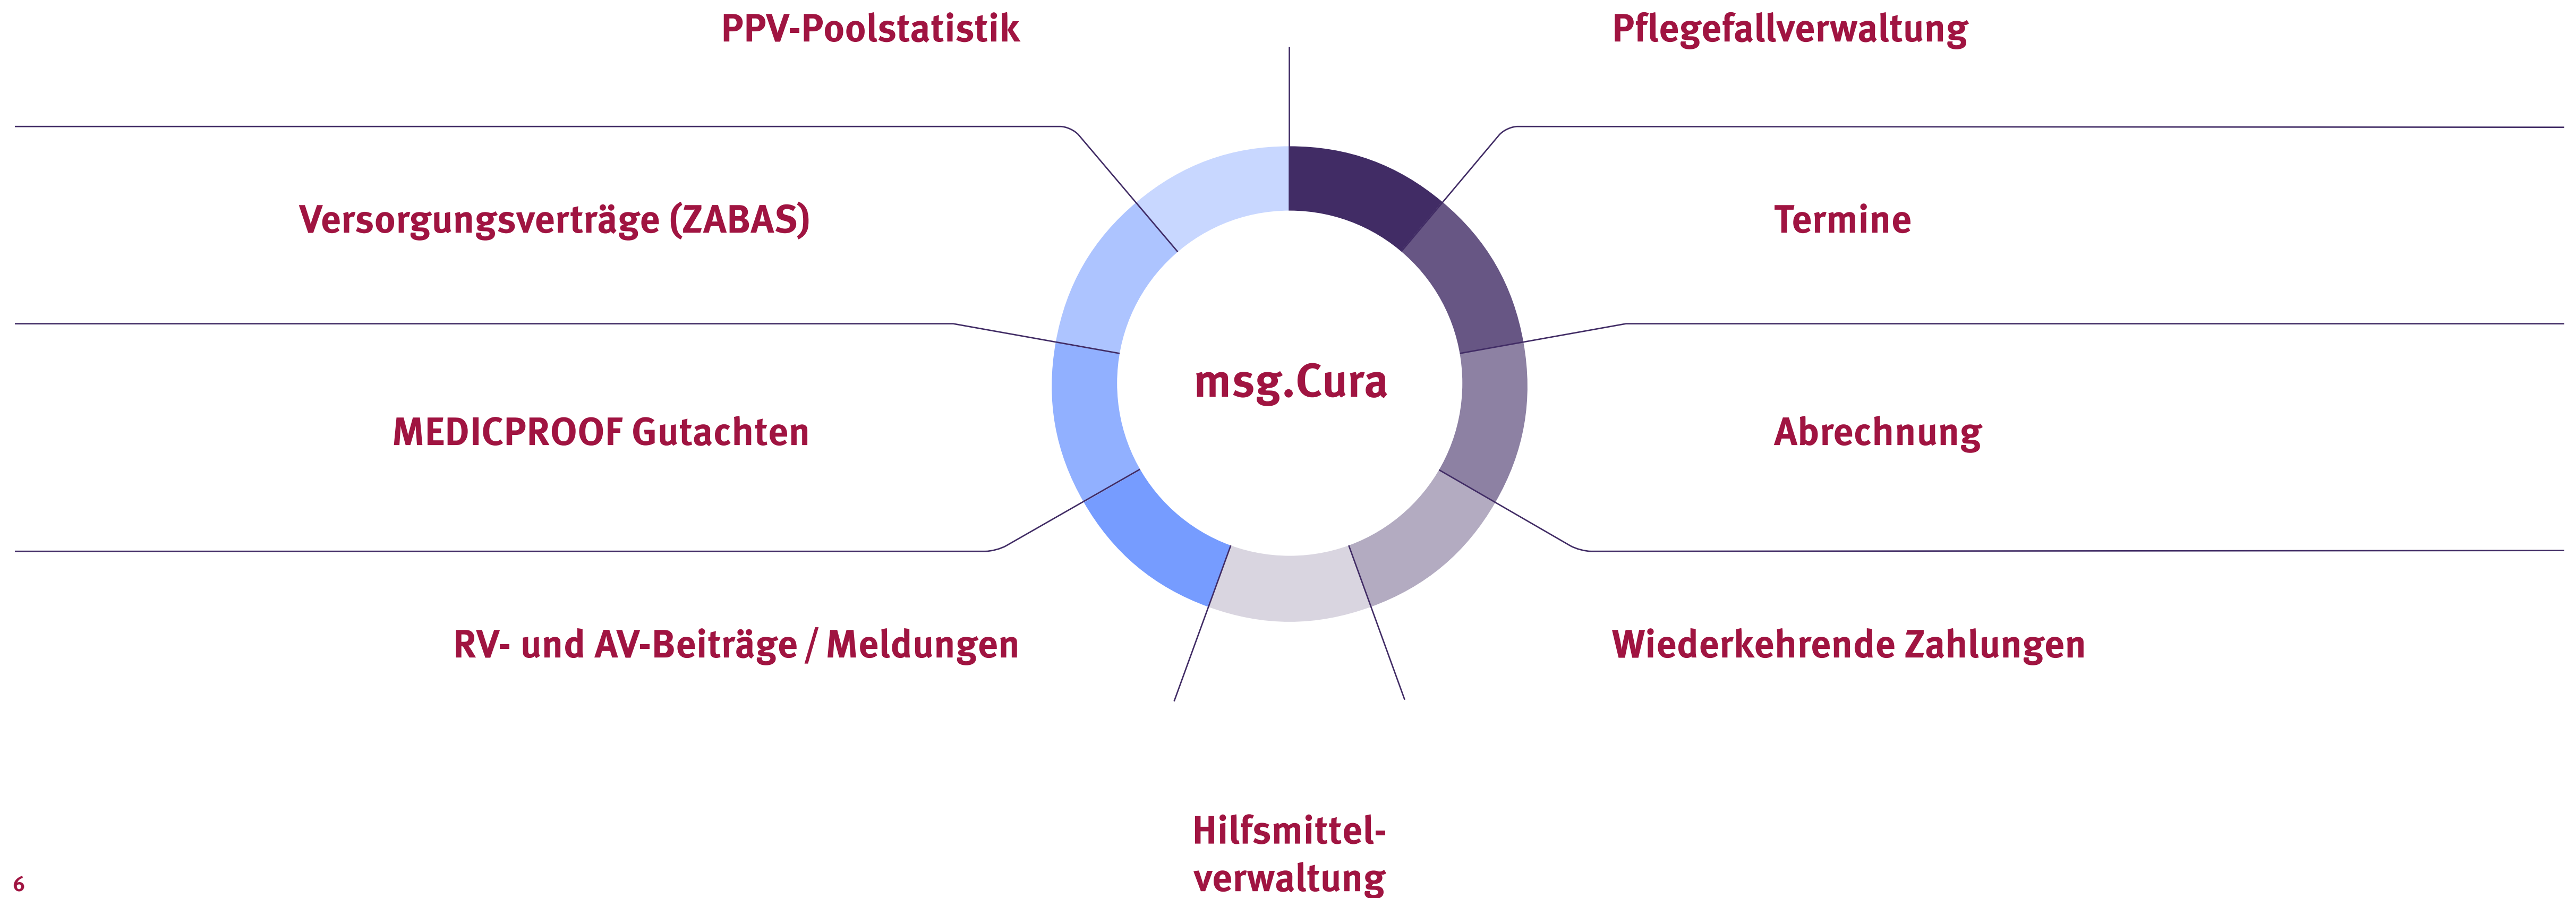 PPV-Poolstatistik
Pflegefallverwaltung
Versorgungsverträge (ZABAS)
Termine
msg.Cura
MEDICPROOF Gutachten
Abrechnung
RV- und AV-Beiträge / Meldungen
Wiederkehrende Zahlungen
Hilfsmittel-
verwaltung
6